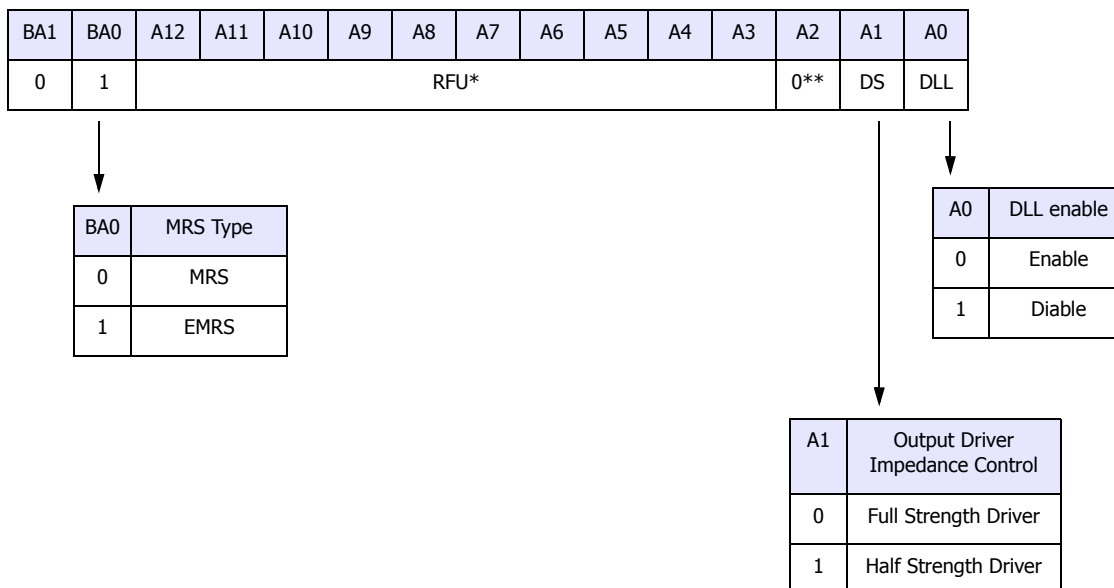 BA1 BA0 A12 A11 A10 A9 A8 A7 A6 A5 A4 A3 A2 A1 A0
0 1 RFU* 0** DS DLL
BA0 MRS Type
0 MRS
1 EMRS
A0 DLL enable
0 Enable
1 Diable
A1 Output Driver
Impedance Control
0 Full Strength Driver
1 Half Strength Driver